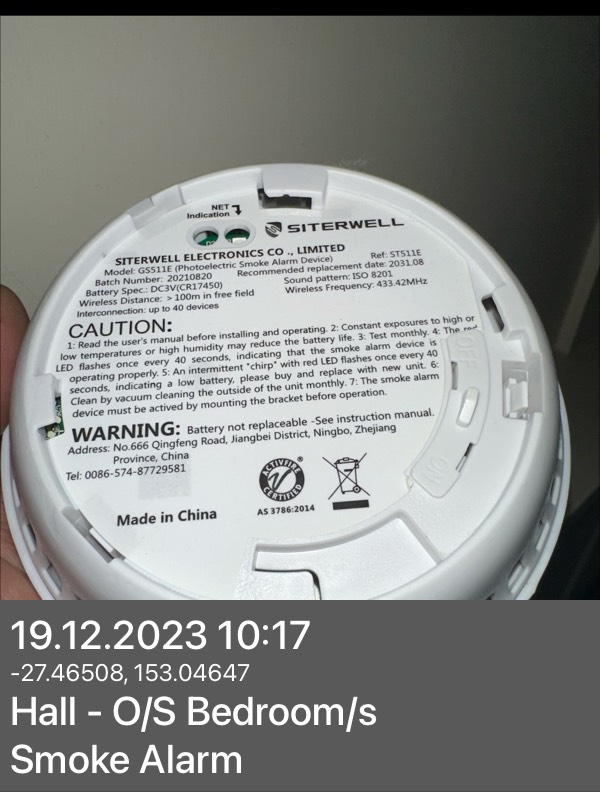 NET
Indication
SITERWELL
SITERWELL ELECTRONICS CO ., LIMITED
Model: GS511E (Photoelectric Smoke Alarm Device) Ref: ST511E
Batch Number: 20210820 Recommended replacement date: 2031.08
Battery Spec.: DC3V(CR17450) Sound pattern: ISO 8201
Wireless Distance: >100m in free field Wireless Frequency: 433.42MHz
Interconnection: up to 40 devices
CAUTION:
1: Read the user's manual before installing and operating. 2: Constant exposures to high or
low temperatures or high humidity may reduce the battery life. 3: Test monthly. 4: The red
LED flashes once every 40 seconds, indicating that the smoke alarm device is
operating properly. 5: An intermittent "chirp" with red LED flashes once every 40
seconds, indicating a low battery, please buy and replace with new unit. 6:
Clean by vacuum cleaning the outside of the unit monthly. 7: The smoke alarm
device must be actived by mounting the bracket before operation.
OFF
WARNING: Battery not replaceable -See instruction manual.
Address: No.666 Qingfeng Road, Jiangbei District, Ningbo, Zhejiang
Province, China
Tel: 0086-574-87729581
ON
ACTIVFIRE
CERTIFIED
®
AS 3786:2014
Made in China
19.12.2023 10:17
-27.46508, 153.04647
Hall - O/S Bedroom/s
Smoke Alarm